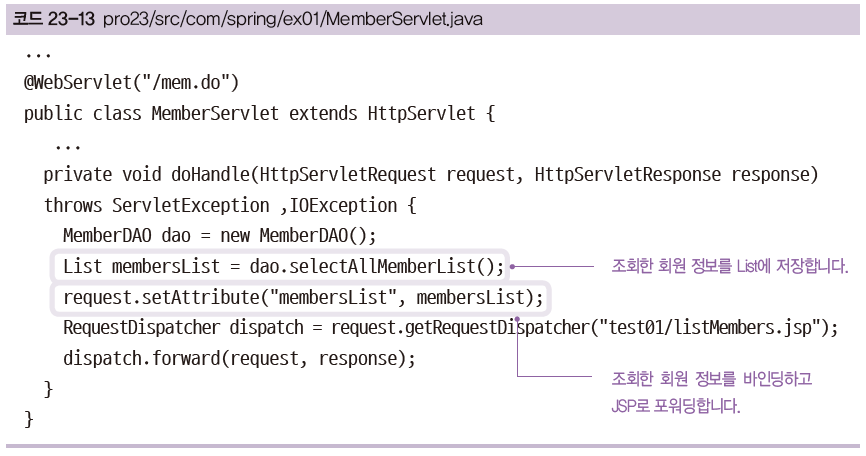 코드 23-13 pro23/src/com/spring/ex01/MemberServlet.java
...
@WebServlet("/mem.do")
public class MemberServlet extends HttpServlet {
...
private void doHandle(HttpServletRequest request, HttpServletResponse response)
throws ServletException ,IOException {
MemberDAO dao = new MemberDAO();
List membersList = dao.selectAllMemberList();
조회한 회원 정보를 List에 저장합니다.
request.setAttribute("membersList", membersList);
RequestDispatcher dispatch = request.getRequestDispatcher("test01/listMembers.jsp");
dispatch.forward(request, response);
조회한 회원 정보를 바인딩하고
JSP로 포워딩합니다.
}
}